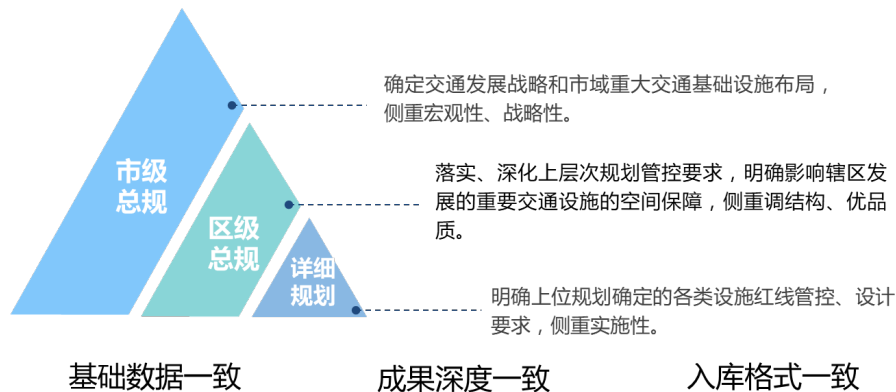 确定交通发展战略和市域重大交通基础设施布局，
侧重宏观性、战略性。
市级
总规
落实、深化上层次规划管控要求，明确影响辖区发
展的重要交通设施的空间保障，侧重调结构、优品
质。
区级
总规
详细
规划
明确上位规划确定的各类设施红线管控、设计
要求，侧重实施性。
基础数据一致
成果深度一致
入库格式一致